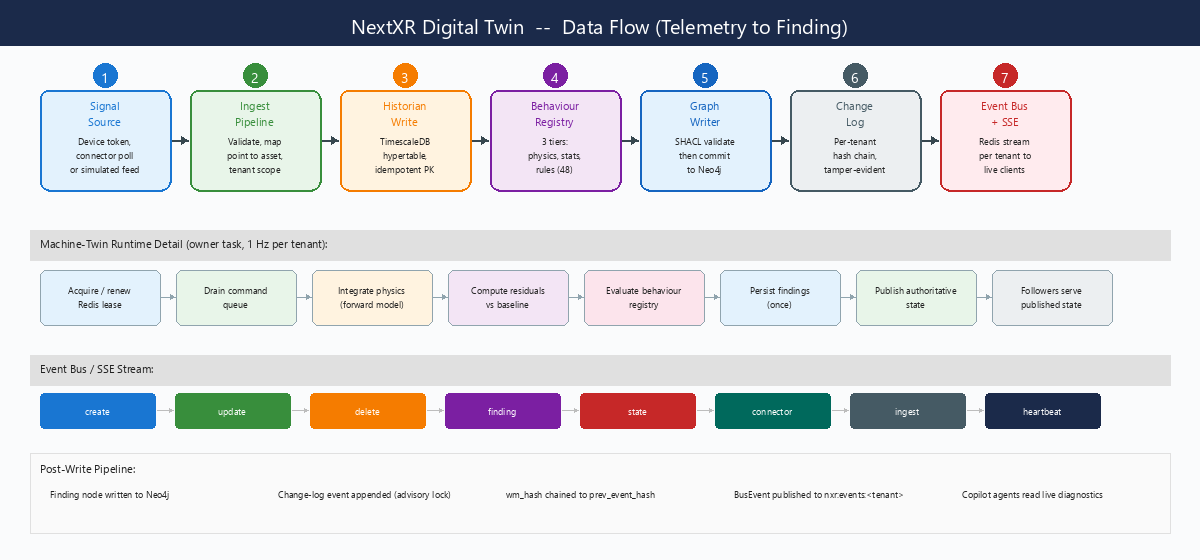 NextXR Digital Twin -- Data Flow (Telemetry to Finding)
1
Signal
Source
Device token,
connector poll
or simulated feed
2
Ingest
Pipeline
Validate, map
point to asset,
tenant scope
3
Historian
Write
TimescaleDB
hypertable,
idempotent PK
4
Behaviour
Registry
3 tiers:
physics, stats,
rules (48)
5
Graph
Writer
SHACL validate
then commit
to Neo4j
6
Change
Log
Per-tenant
hash chain,
tamper-evident
7
Event Bus
+ SSE
Redis stream
per tenant to
live clients
Machine-Twin Runtime Detail (owner task, 1 Hz per tenant):
Acquire / renew
Redis lease
Drain command
queue
Integrate physics
(forward model)
Compute residuals
vs baseline
Evaluate behaviour
registry
Persist findings
(once)
Publish authoritative
state
Followers serve
published state
Event Bus / SSE Stream:
create
update
delete
finding
state
connector
ingest
heartbeat
Post-Write Pipeline:
Finding node written to Neo4j
Change-log event appended (advisory lock)
wm_hash chained to prev_event_hash
BusEvent published to nxr:events:<tenant>
Copilot agents read live diagnostics